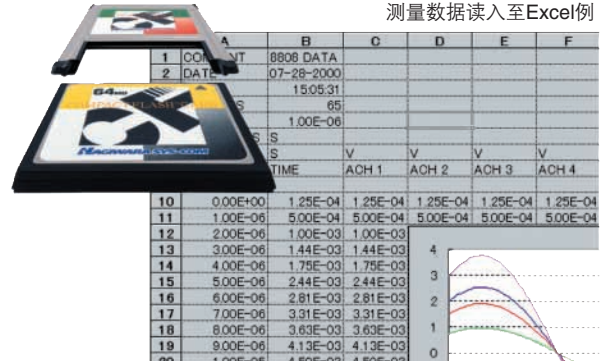 测量数据读入至Excel例
A B C D E F
1 COMMENT 8808 DATA
2 DATE 07-28-2000
15:05:31
S 65
1.00E-06
S S
S V V V V
TIME ACH 1 ACH 2 ACH 3 ACH 4
10 0.00E+00 1.25E-04 1.25E-04 1.25E-04 1.25E-04 1.25E-04
11 1.00E-06 5.00E-04 5.00E-04 5.00E-04 5.00E-04 5.00E-04
12 2.00E-06 1.00E-03 1.00E-03
13 3.00E-06 1.44E-03 1.44E-03
14 4.00E-06 1.75E-03 1.75E-03
15 5.00E-06 2.44E-03 2.44E-03
16 6.00E-06 2.81E-03 2.81E-03
17 7.00E-06 3.31E-03 3.31E-03
18 8.00E-06 3.63E-03 3.63E-03
19 9.00E-06 4.13E-03 4.13E-03
4
3
2
1
0
64MB
COMPACT FLASH
HAGIWARA SYS-COM